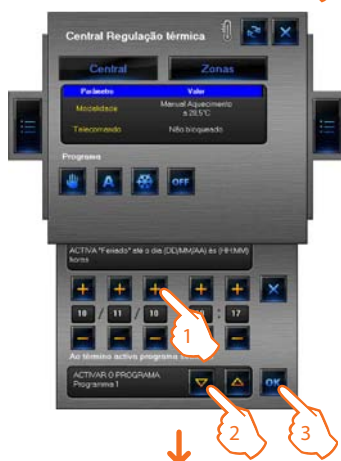 Central Regulação térmica
Central Zonas
Parâmetro Valor
Modalidade Manual Aquecimento
a 28,5°C
Telecomando Não bloqueado
Programa
A OFF
ACTIVA "Feriado" até o dia (DD/MM/AA) às (HH:MM)
horas
+ + + + + X
10 / 11 / 10 : 17
- - - - -
1
Ao término activa programa
ACTIVAR O PROGRAMA
Programma 1
OK
2 3